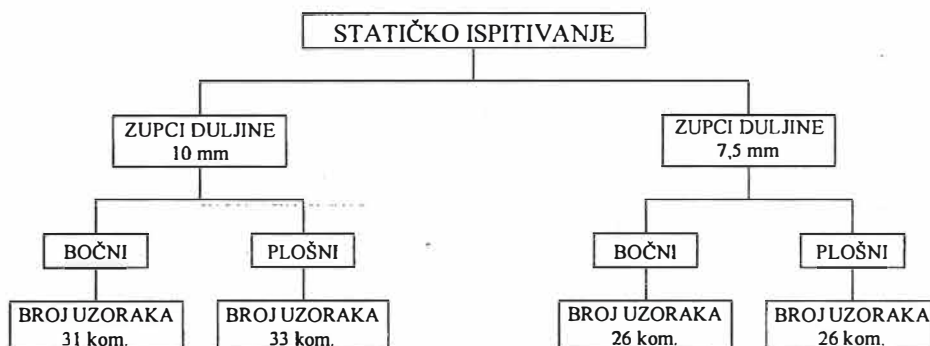 STATIČKO ISPITIVANJE
ZUPCI DULJINE
10 mm
ZUPCI DULJINE
7,5 mm
BOČNI
PLOŠNI
BOČNI
PLOŠNI
BROJ UZORAKA
31 kom.
BROJ UZORAKA
33 kom.
BROJ UZORAKA
26 kom.
BROJ UZORAKA
26 kom.